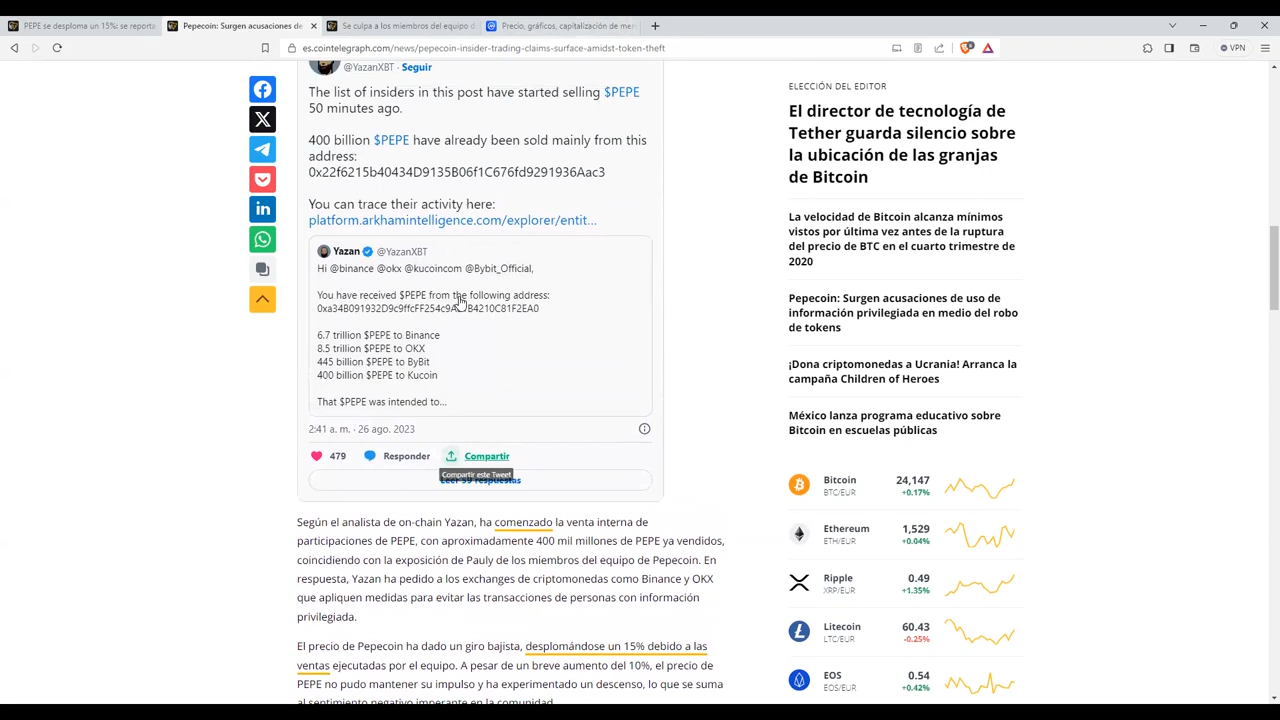 PEPE se desploma un 15%: se reporta
Pepecoin: Surgen acusaciones de
Se culpa a los miembros del equipo d
Precio, gráficos, capitalización de me
es.cointelegraph.com/news/pepecoin-insider-trading-claims-surface-amidst-token-theft
VPN
@YazanXBT · Seguir
The list of insiders in this post have started selling $PEPE
50 minutes ago.
400 billion $PEPE have already been sold mainly from this
address:
0x22f6215b40434D9135B06f1C676fd9291936Aac3
You can trace their activity here:
platform.arkhamintelligence.com/explorer/entit…
Yazan @YazanXBT
Hi @binance @okx @kucoincom @Bybit_Official,
You have received $PEPE from the following address:
6.7 trillion $PEPE to Binance
8.5 trillion $PEPE to OKX
445 billion $PEPE to ByBit
400 billion $PEPE to Kucoin
That $PEPE was intended to…
2:41 a. m. · 26 ago. 2023
479 Responder Compartir
Compartir este Tweet
Según el analista de on-chain Yazan, ha comenzado la venta interna de
participaciones de PEPE, con aproximadamente 400 mil millones de PEPE ya vendidos,
coincidiendo con la exposición de Pauly de los miembros del equipo de Pepecoin. En
respuesta, Yazan ha pedido a los exchanges de criptomonedas como Binance y OKX
que apliquen medidas para evitar las transacciones de personas con información
privilegiada.
El precio de Pepecoin ha dado un giro bajista, desplomándose un 15% debido a las
ventas ejecutadas por el equipo. A pesar de un breve aumento del 10%, el precio de
PEPE no pudo mantener su impulso y ha experimentado un descenso, lo que se suma
al sentimiento negativo imperante en la comunidad.
ELECCIÓN DEL EDITOR
El director de tecnología de
Tether guarda silencio sobre
la ubicación de las granjas
de Bitcoin
La velocidad de Bitcoin alcanza mínimos
vistos por última vez antes de la ruptura
del precio de BTC en el cuarto trimestre de
2020
Pepecoin: Surgen acusaciones de uso de
información privilegiada en medio del robo
de tokens
¡Dona criptomonedas a Ucrania! Arranca la
campaña Children of Heroes
México lanza programa educativo sobre
Bitcoin en escuelas públicas
Bitcoin 24,147
BTC/EUR +0.17%
Ethereum 1,529
ETH/EUR +0.04%
Ripple 0.49
XRP/EUR +1.35%
Litecoin 60.43
LTC/EUR -0.25%
EOS 0.54
EOS/EUR +0.42%